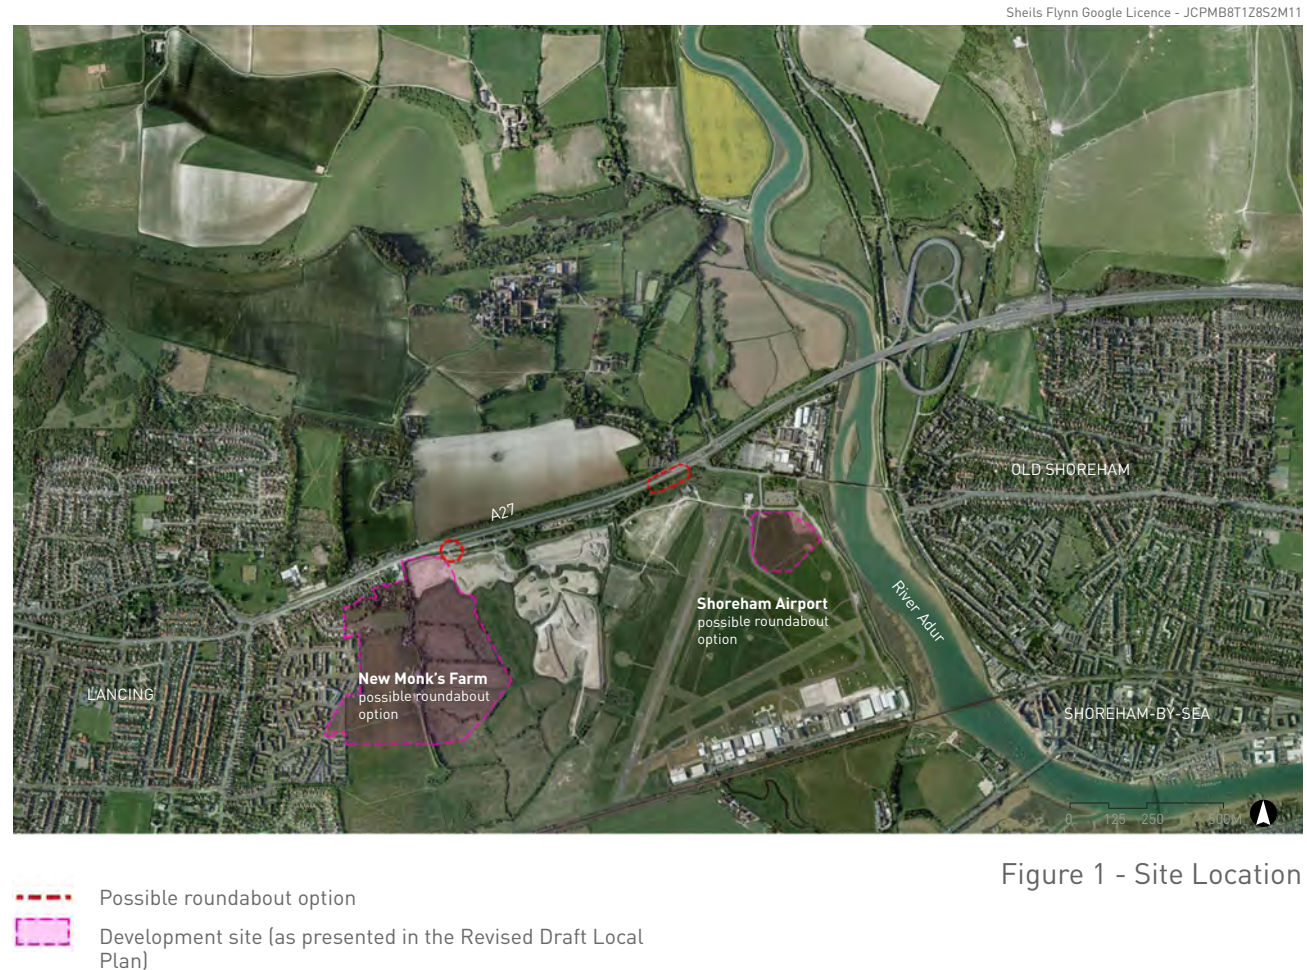 Sheils Flynn Google Licence - JCPMB8T1Z8S2M11
OLD SHOREHAM
A27
River Adur
Shoreham Airport
possible roundabout
option
New Monk's Farm
possible roundabout
option
LANCING
SHOREHAM-BY-SEA
0 125 250 500M
Figure 1 - Site Location
Possible roundabout option
Development site (as presented in the Revised Draft Local
Plan)